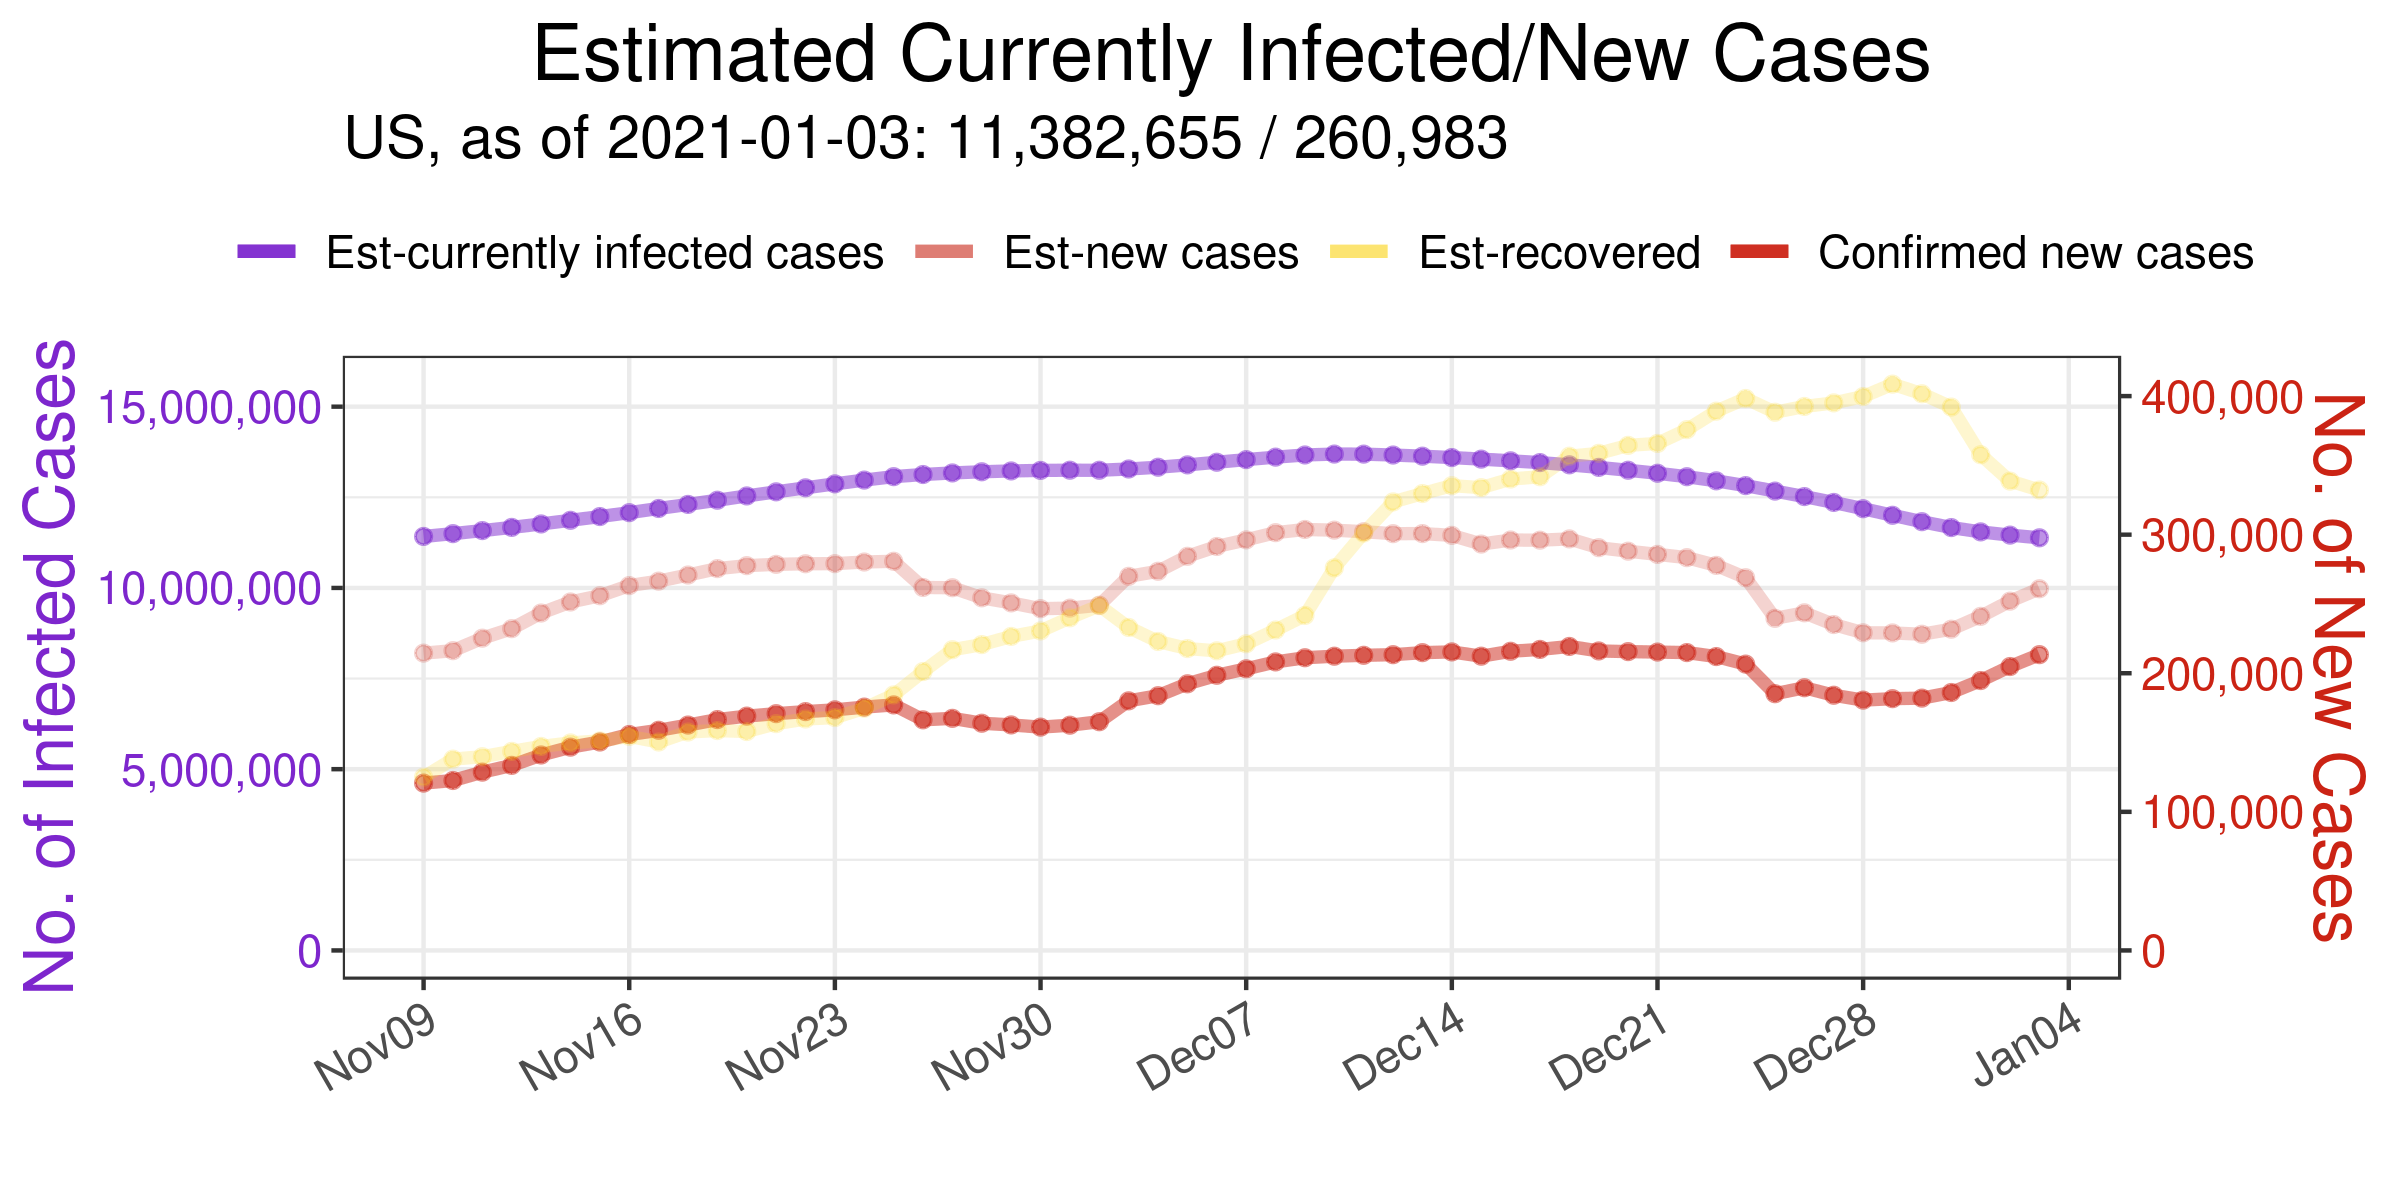 Estimated Currently Infected/New Cases
US, as of 2021-01-03: 11,382,655 / 260,983
Est-currently infected cases Est-new cases Est-recovered Confirmed new cases
No. of Infected Cases
15,000,000
10,000,000
5,000,000
0
400,000
300,000
200,000
100,000
0
No. of New Cases
Nov09 Nov16 Nov23 Nov30 Dec07 Dec14 Dec21 Dec28 Jan04